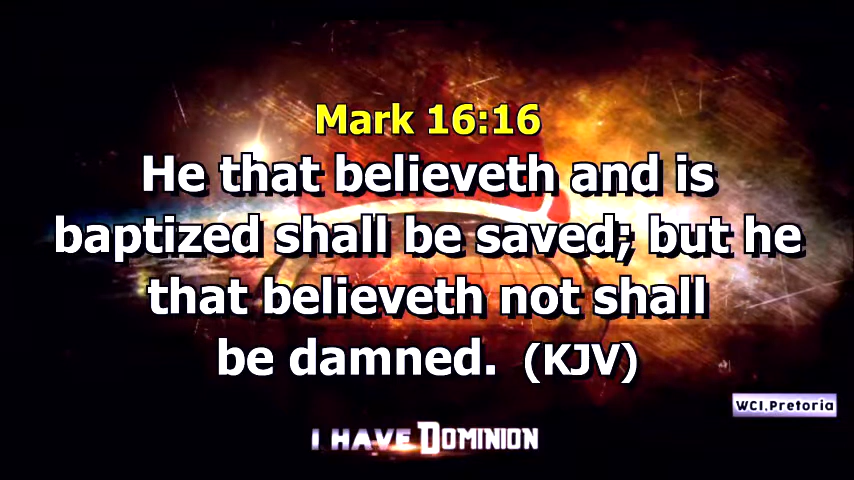 Mark 16:16
He that believeth and is
baptized shall be saved; but he
that believeth not shall
be damned. (KJV)
WCI.Pretoria
I HAVE DOMINION